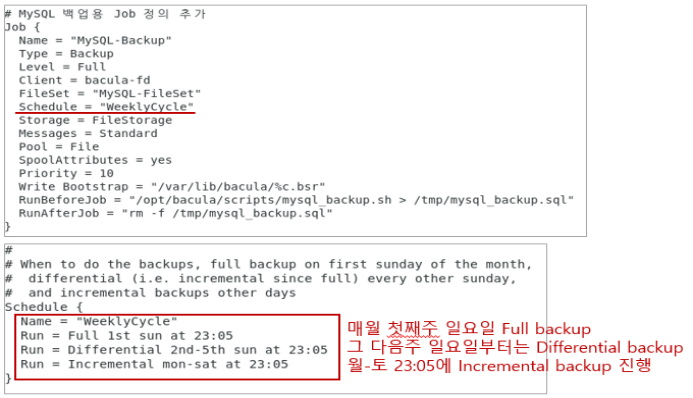 # MySQL 백업용 Job 정의 추가
Job {
  Name = "MySQL-Backup"
  Type = Backup
  Level = Full
  Client = bacula-fd
  FileSet = "MySQL-FileSet"
  Schedule = "WeeklyCycle"
  Storage = FileStorage
  Messages = Standard
  Pool = File
  SpoolAttributes = yes
  Priority = 10
  Write Bootstrap = "/var/lib/bacula/%c.bsr"
  RunBeforeJob = "/opt/bacula/scripts/mysql_backup.sh > /tmp/mysql_backup.sql"
  RunAfterJob = "rm -f /tmp/mysql_backup.sql"
}
#
# When to do the backups, full backup on first sunday of the month,
#  differential (i.e. incremental since full) every other sunday,
#  and incremental backups other days
Schedule {
  Name = "WeeklyCycle"
  Run = Full 1st sun at 23:05
  Run = Differential 2nd-5th sun at 23:05
  Run = Incremental mon-sat at 23:05
}
매월 첫째주 일요일 Full backup
그 다음주 일요일부터는 Differential backup
월-토 23:05에 Incremental backup 진행